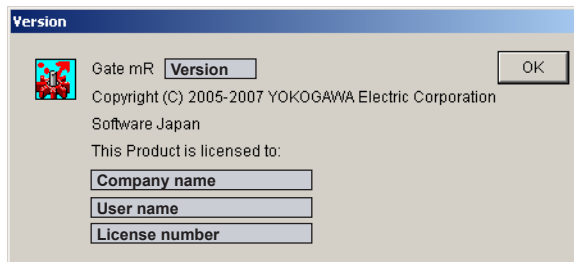 Version
Gate mR Version
OK
Copyright (C) 2005-2007 YOKOGAWA Electric Corporation
Software Japan
This Product is licensed to:
Company name
User name
License number